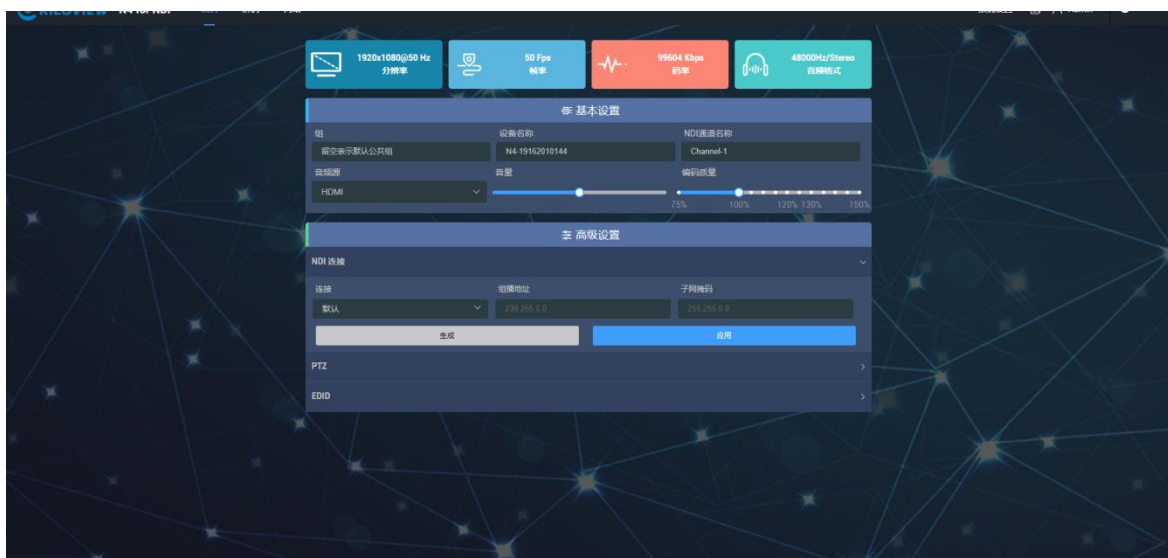 KILOVIEW N4 for NDI
1920x1080@50 Hz
分辨率
50 Fps
帧率
99604 Kbps
码率
48000Hz/Stereo
音频格式
基本设置
组 设备名称 NDI通道名称
留空表示默认公共组 N4-19162010144 Channel-1
音频源 音量 编码质量
HDMI
75% 100% 120% 130% 150%
高级设置
NDI 连接
连接 组播地址 子网掩码
默认 239.255.0.0 255.255.0.0
生成 应用
PTZ
EDID